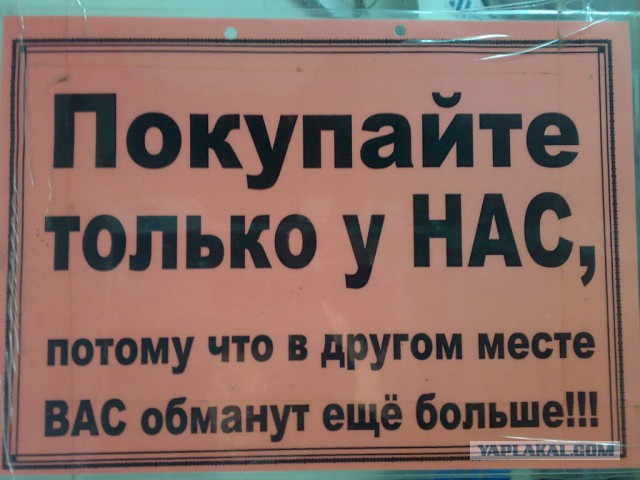 Покупайте
только у НАС,
потому что в другом месте
ВАС обманут ещё больше!!!
YAPLAKAL.COM